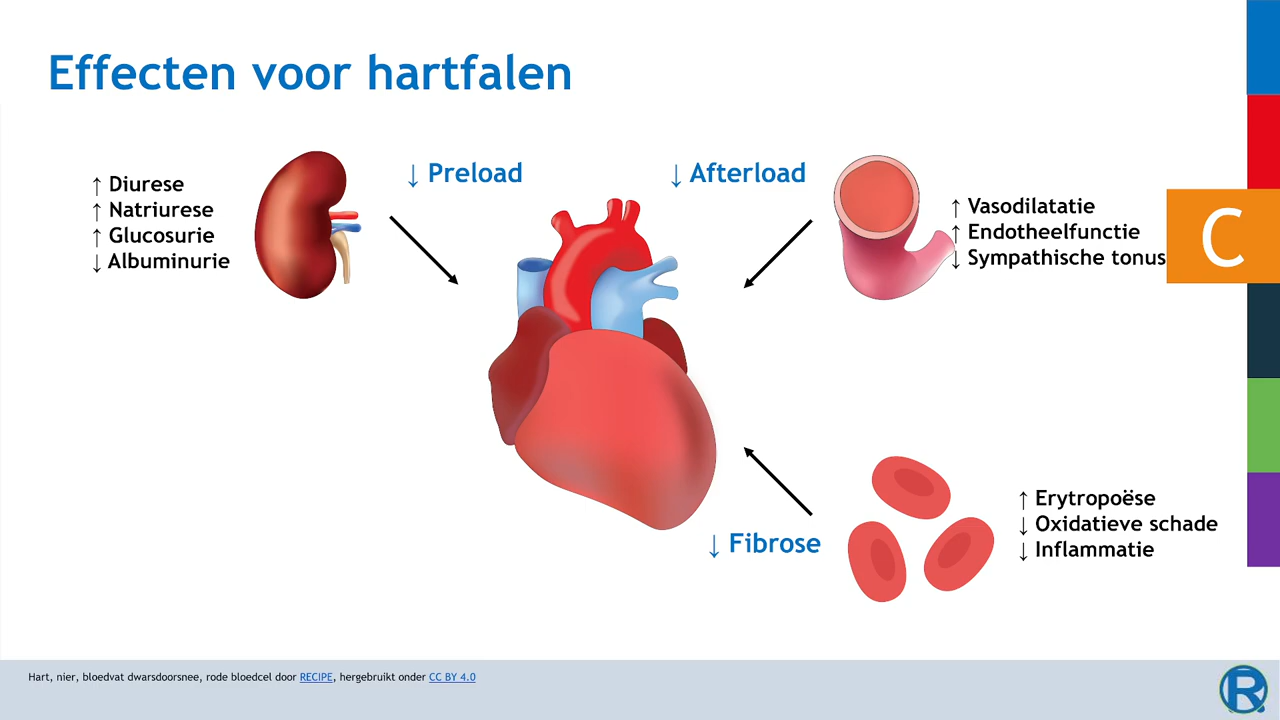 Effecten voor hartfalen
↑ Diurese
↑ Natriurese
↑ Glucosurie
↓ Albuminurie
↓ Preload
↓ Afterload
↑ Vasodilatatie
↑ Endotheelfunctie
↓ Sympathische tonus
C
↓ Fibrose
↑ Erytropoëse
↓ Oxidatieve schade
↓ Inflammatie
Hart, nier, bloedvat dwarsdoorsnee, rode bloedcel door RECIPE, hergebruikt onder CC BY 4.0
R